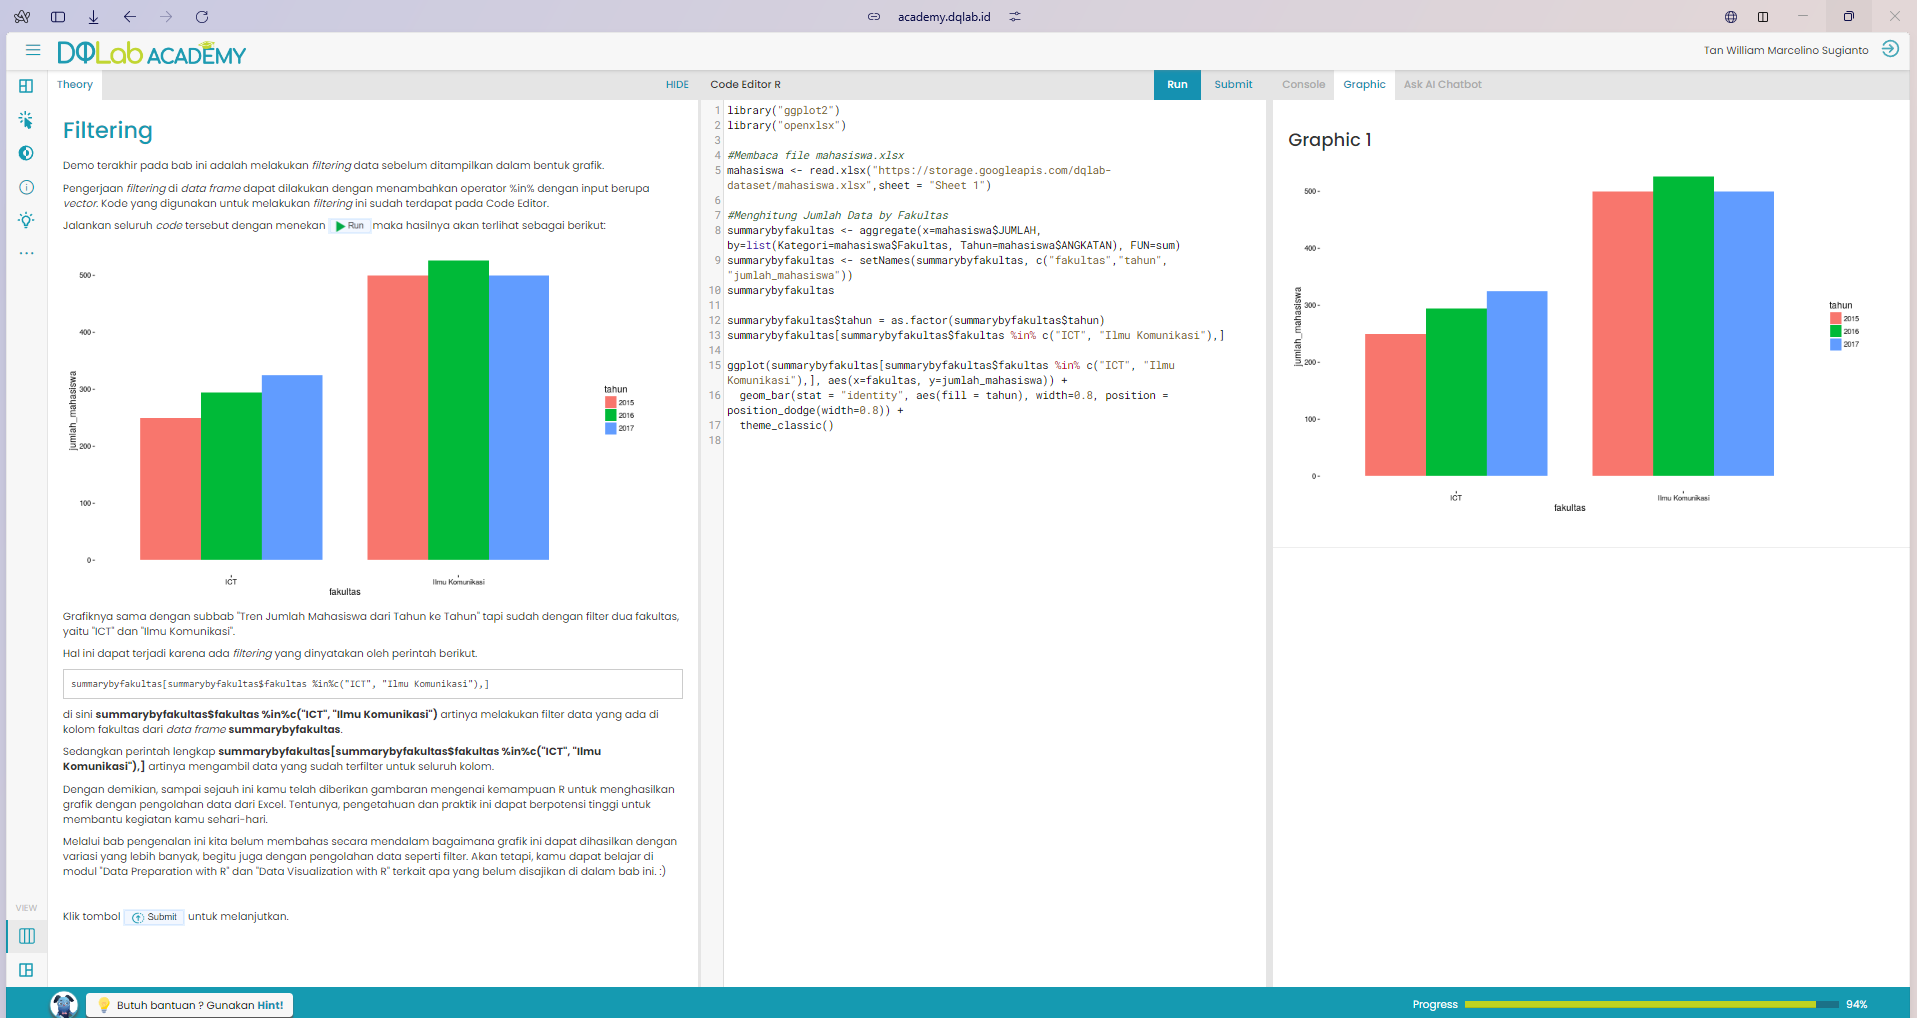 academy.dqlab.id
DQLab ACADEMY
Tan William Marcelino Sugianto
Theory
HIDE
Filtering
Demo terakhir pada bab ini adalah melakukan filtering data sebelum ditampilkan dalam bentuk grafik.
Pengerjaan filtering di data frame dapat dilakukan dengan menambahkan operator %in% dengan input berupa
vector. Kode yang digunakan untuk melakukan filtering ini sudah terdapat pada Code Editor.
Jalankan seluruh code tersebut dengan menekan Run maka hasilnya akan terlihat sebagai berikut:
500
400
300
200
100
0
jumlah_mahasiswa
ICT
Ilmu Komunikasi
fakultas
tahun
2015
2016
2017
Grafiknya sama dengan subbab "Tren Jumlah Mahasiswa dari Tahun ke Tahun" tapi sudah dengan filter dua fakultas,
yaitu "ICT" dan "Ilmu Komunikasi".
Hal ini dapat terjadi karena ada filtering yang dinyatakan oleh perintah berikut.
summarybyfakultas[summarybyfakultas$fakultas %in%c("ICT", "Ilmu Komunikasi"),]
di sini summarybyfakultas$fakultas %in%c("ICT", "Ilmu Komunikasi") artinya melakukan filter data yang ada di
kolom fakultas dari data frame summarybyfakultas.
Sedangkan perintah lengkap summarybyfakultas[summarybyfakultas$fakultas %in%c("ICT", "Ilmu
Komunikasi"),] artinya mengambil data yang sudah terfilter untuk seluruh kolom.
Dengan demikian, sampai sejauh ini kamu telah diberikan gambaran mengenai kemampuan R untuk menghasilkan
grafik dengan pengolahan data dari Excel. Tentunya, pengetahuan dan praktik ini dapat berpotensi tinggi untuk
membantu kegiatan kamu sehari-hari.
Melalui bab pengenalan ini kita belum membahas secara mendalam bagaimana grafik ini dapat dihasilkan dengan
variasi yang lebih banyak, begitu juga dengan pengolahan data seperti filter. Akan tetapi, kamu dapat belajar di
modul "Data Preparation with R" dan "Data Visualization with R" terkait apa yang belum disajikan di dalam bab ini. :)
Klik tombol Submit untuk melanjutkan.
VIEW
Code Editor R
Run
Submit
1 library("ggplot2")
2 library("openxlsx")
3
4 #Membaca file mahasiswa.xlsx
5 mahasiswa <- read.xlsx("https://storage.googleapis.com/dqlab-
dataset/mahasiswa.xlsx",sheet = "Sheet 1")
6
7 #Menghitung Jumlah Data by Fakultas
8 summarybyfakultas <- aggregate(x=mahasiswa$JUMLAH,
by=list(Kategori=mahasiswa$Fakultas, Tahun=mahasiswa$ANGKATAN), FUN=sum)
9 summarybyfakultas <- setNames(summarybyfakultas, c("fakultas","tahun",
"jumlah_mahasiswa"))
10 summarybyfakultas
11
12 summarybyfakultas$tahun = as.factor(summarybyfakultas$tahun)
13 summarybyfakultas[summarybyfakultas$fakultas %in% c("ICT", "Ilmu Komunikasi"),]
14
15 ggplot(summarybyfakultas[summarybyfakultas$fakultas %in% c("ICT", "Ilmu
Komunikasi"),], aes(x=fakultas, y=jumlah_mahasiswa)) +
16 geom_bar(stat = "identity", aes(fill = tahun), width=0.8, position =
position_dodge(width=0.8)) +
17 theme_classic()
18
Console
Graphic
Ask AI Chatbot
Graphic 1
500
400
300
200
100
0
jumlah_mahasiswa
ICT
Ilmu Komunikasi
fakultas
tahun
2015
2016
2017
Butuh bantuan ? Gunakan Hint!
Progress
94%